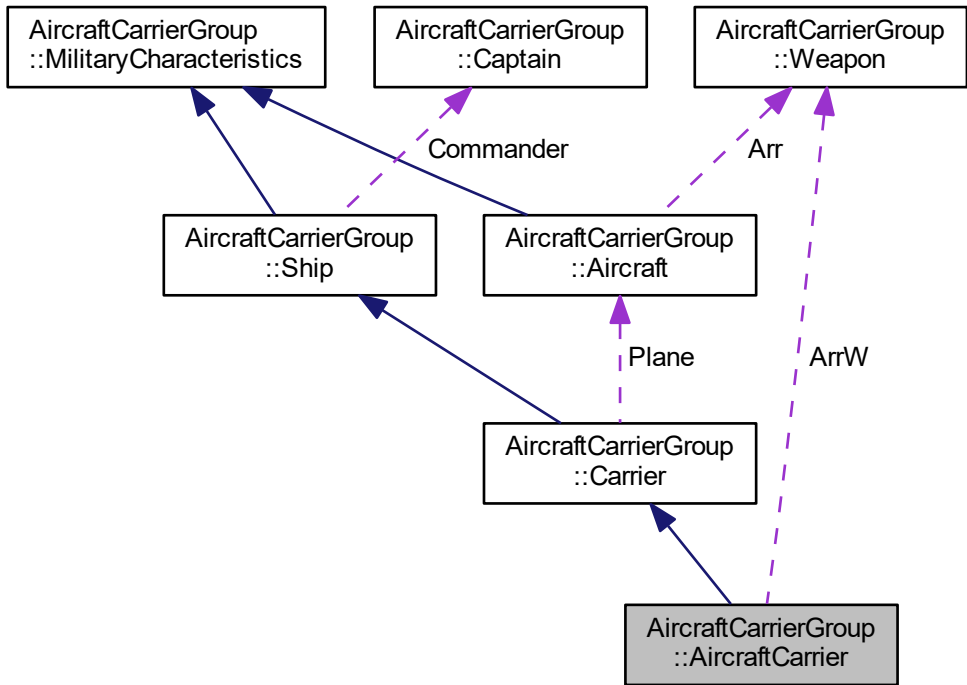 AircraftCarrierGroup
::MilitaryCharacteristics
AircraftCarrierGroup
::Captain
AircraftCarrierGroup
::Weapon
Commander
Arr
AircraftCarrierGroup
::Ship
AircraftCarrierGroup
::Aircraft
Plane
ArrW
AircraftCarrierGroup
::Carrier
AircraftCarrierGroup
::AircraftCarrier